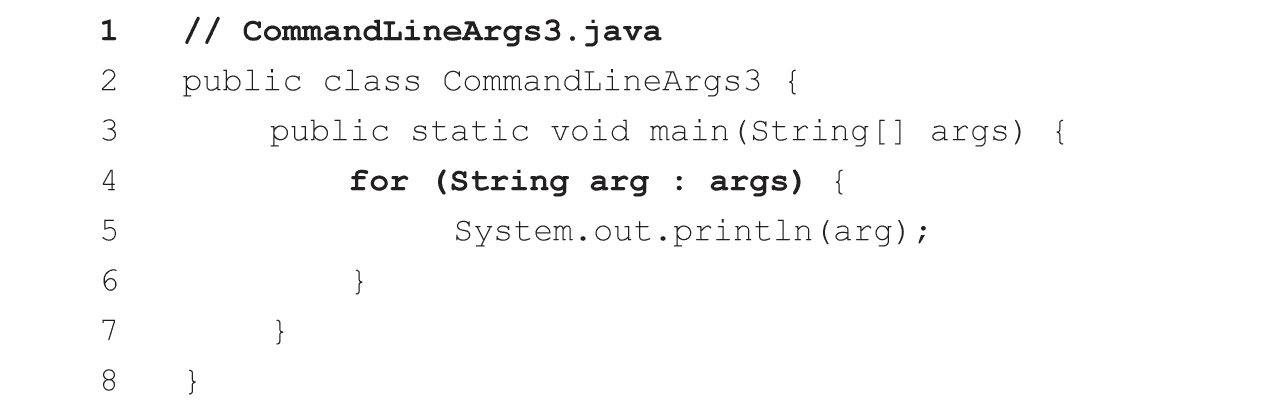 1 // CommandLineArgs3.java
2 public class CommandLineArgs3 {
3 public static void main(String[] args) {
4 for (String arg : args) {
5 System.out.println(arg);
6 }
7 }
8 }